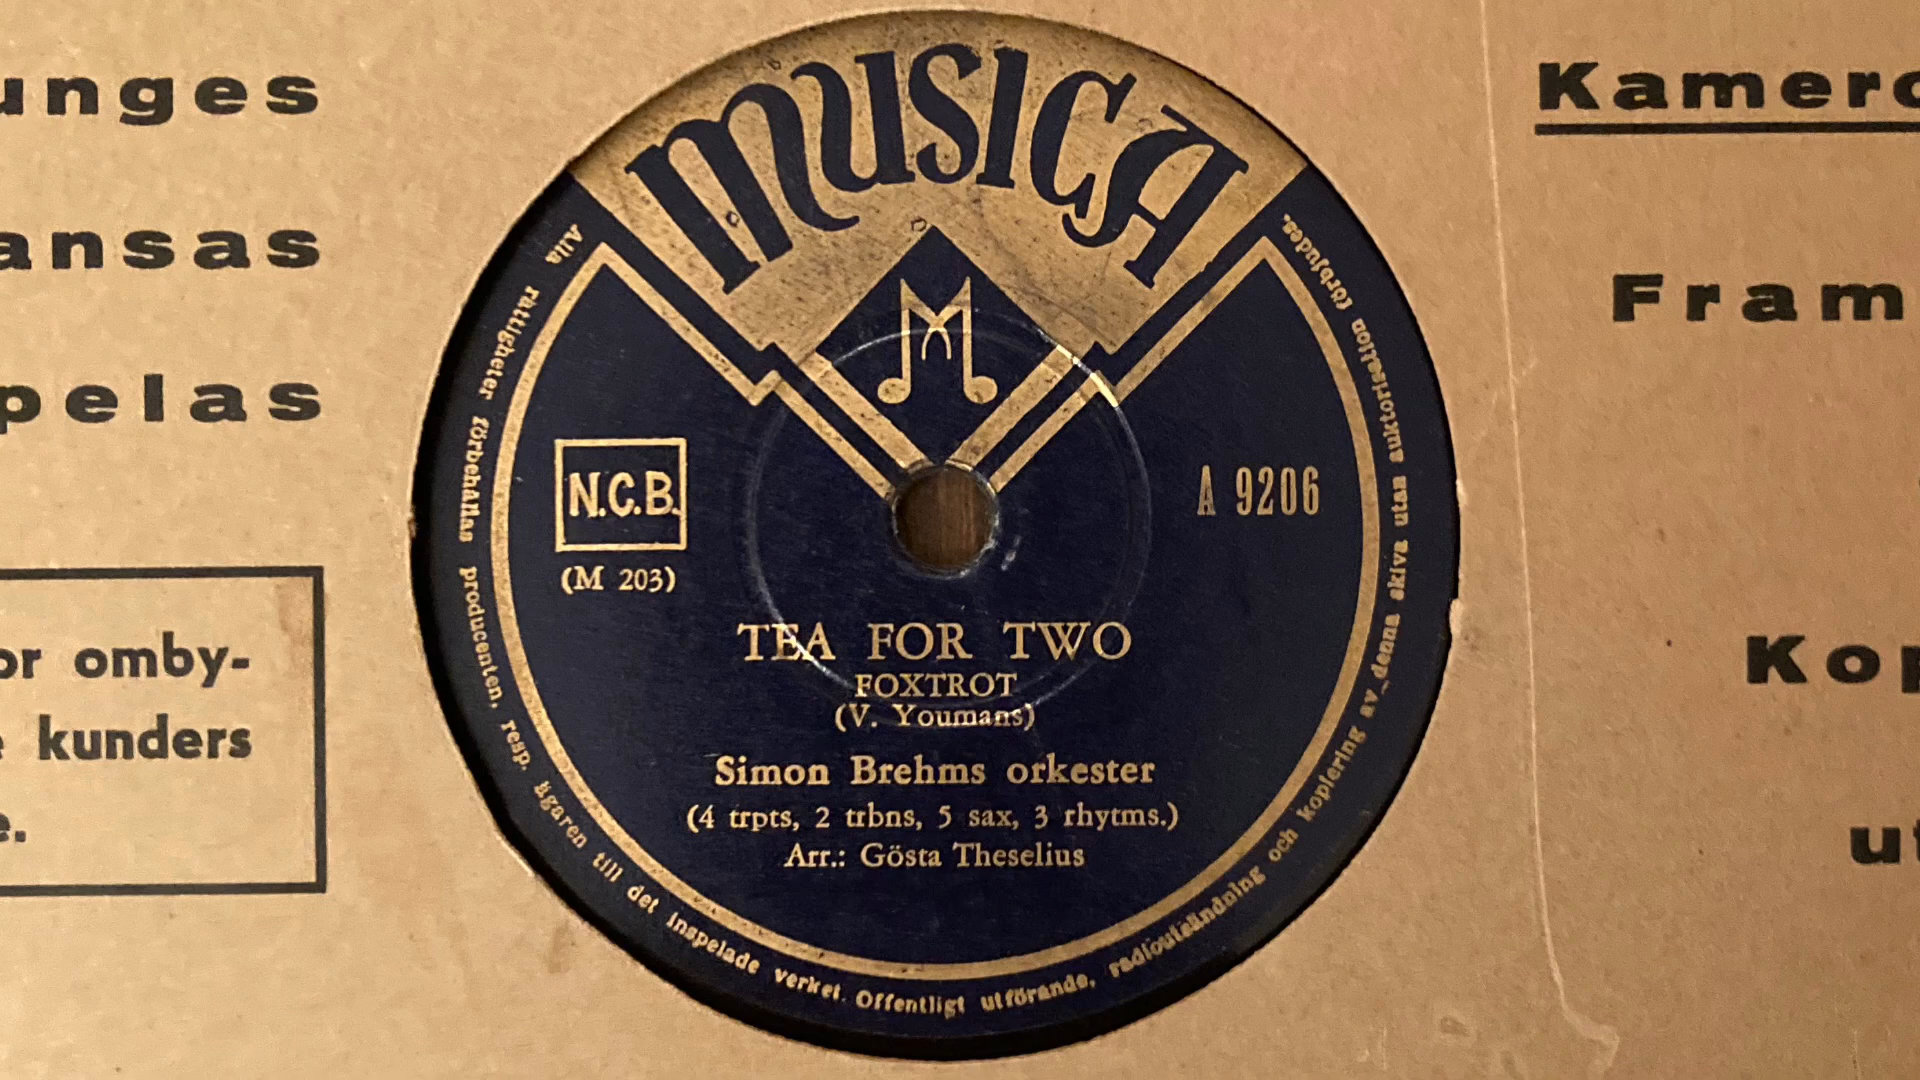 MUSICA
M
N.C.B.
(M 203)
A 9206
TEA FOR TWO
FOXTROT
(V. Youmans)
Simon Brehms orkester
(4 trpts, 2 trbns, 5 sax, 3 rhytms.)
Arr.: Gösta Theselius
Alla rättigheter förbehållas producenten, resp. ägaren till det inspelade verket. Offentligt utförande, radioutsändning och kopiering av denna skiva utan auktorisation förbjudes.
unges
ansas
pelas
or omby-
kunders
e.
Kamero
Fram
Kop
ut